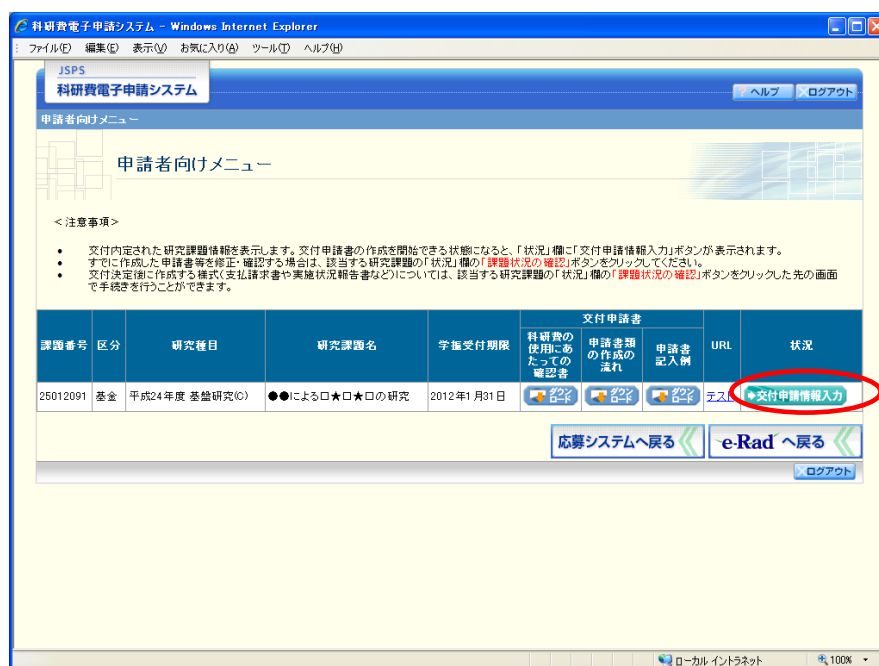 科研費電子申請システム - Windows Internet Explorer
ファイル(F) 編集(E) 表示(V) お気に入り(A) ツール(T) ヘルプ(H)
JSPS
科研費電子申請システム
ヘルプ ログアウト
申請者向けメニュー
申請者向けメニュー
<注意事項>
• 交付内定された研究課題情報を表示します。交付申請書の作成を開始できる状態になると、「状況」欄に「交付申請情報入力」ボタンが表示されます。
• すでに作成した申請書等を修正・確認する場合は、該当する研究課題の「状況」欄の「課題状況の確認」ボタンをクリックしてください。
• 交付決定後に作成する様式(支払請求書や実施状況報告書など)については、該当する研究課題の「状況」欄の「課題状況の確認」ボタンをクリックした先の画面
で手続きを行うことができます。
課題番号 区分 研究種目 研究課題名 学振受付期限 交付申請書 URL 状況
科研費の
使用にあ
たっての
確認書
申請書類
の作成の
流れ
申請書
記入例
25012091 基金 平成24年度 基盤研究(C) ●●による口★口★口の研究 2012年1月31日 ダウンロード ダウンロード ダウンロード テスト 交付申請情報入力
応募システムへ戻る e-Rad へ戻る
ログアウト
ローカル イントラネット 100%